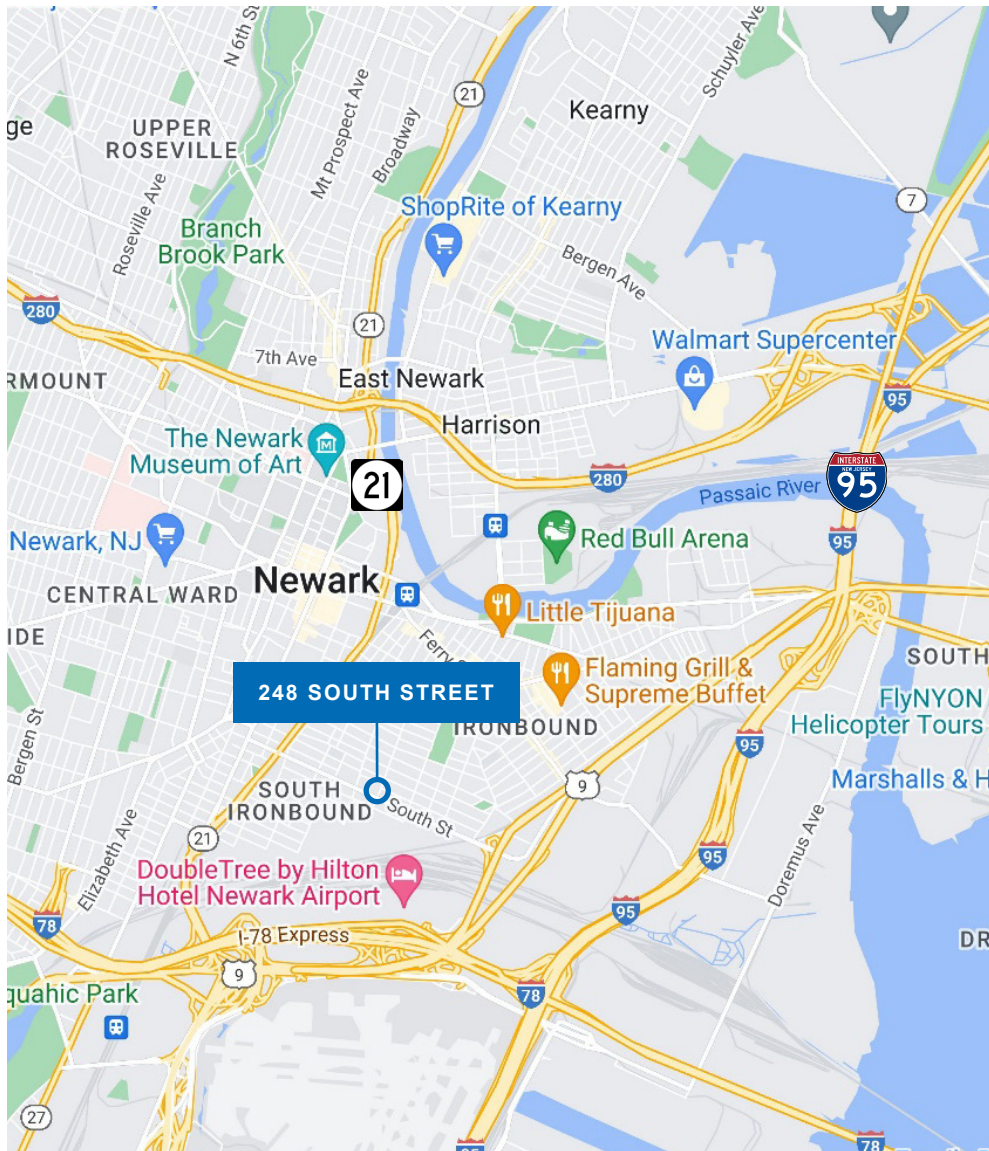 N 6th St
21
Kearny
Schuyler Ave
ge
UPPER
ROSEVILLE
Mt Prospect Ave
Broadway
7
ShopRite of Kearny
Roseville Ave
Branch
Brook Park
Bergen Ave
280
21
Walmart Supercenter
7th Ave
RMOUNT
East Newark
95
Harrison
The Newark
Museum of Art
280
21
Passaic River
INTERSTATE
NEW JERSEY
95
Newark, NJ
Red Bull Arena
95
CENTRAL WARD
Newark
Little Tijuana
IDE
Ferry
SOUTH
248 SOUTH STREET
Flaming Grill &
Supreme Buffet
FlyNYON
Helicopter Tours
Bergen St
IRONBOUND
95
9
Marshalls & H
SOUTH
IRONBOUND
South St
21
Elizabeth Ave
95
Doremus Ave
DoubleTree by Hilton
Hotel Newark Airport
95
78
I-78 Express
DR
9
quahic Park
78
27
95
78